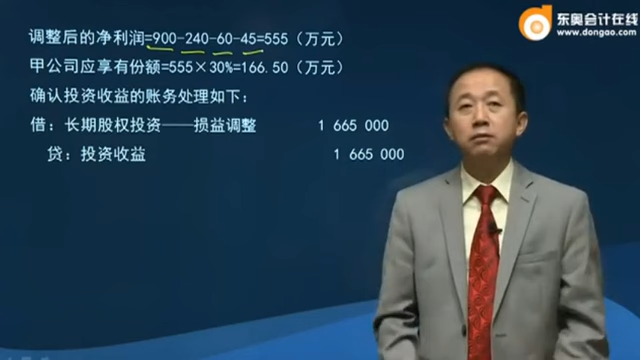 东奥会计在线
www.dongao.com
调整后的净利润=900-240-60-45=555（万元）
甲公司应享有份额=555×30%=166.50（万元）
确认投资收益的账务处理如下：
借：长期股权投资——损益调整 1 665 000
贷：投资收益 1 665 000